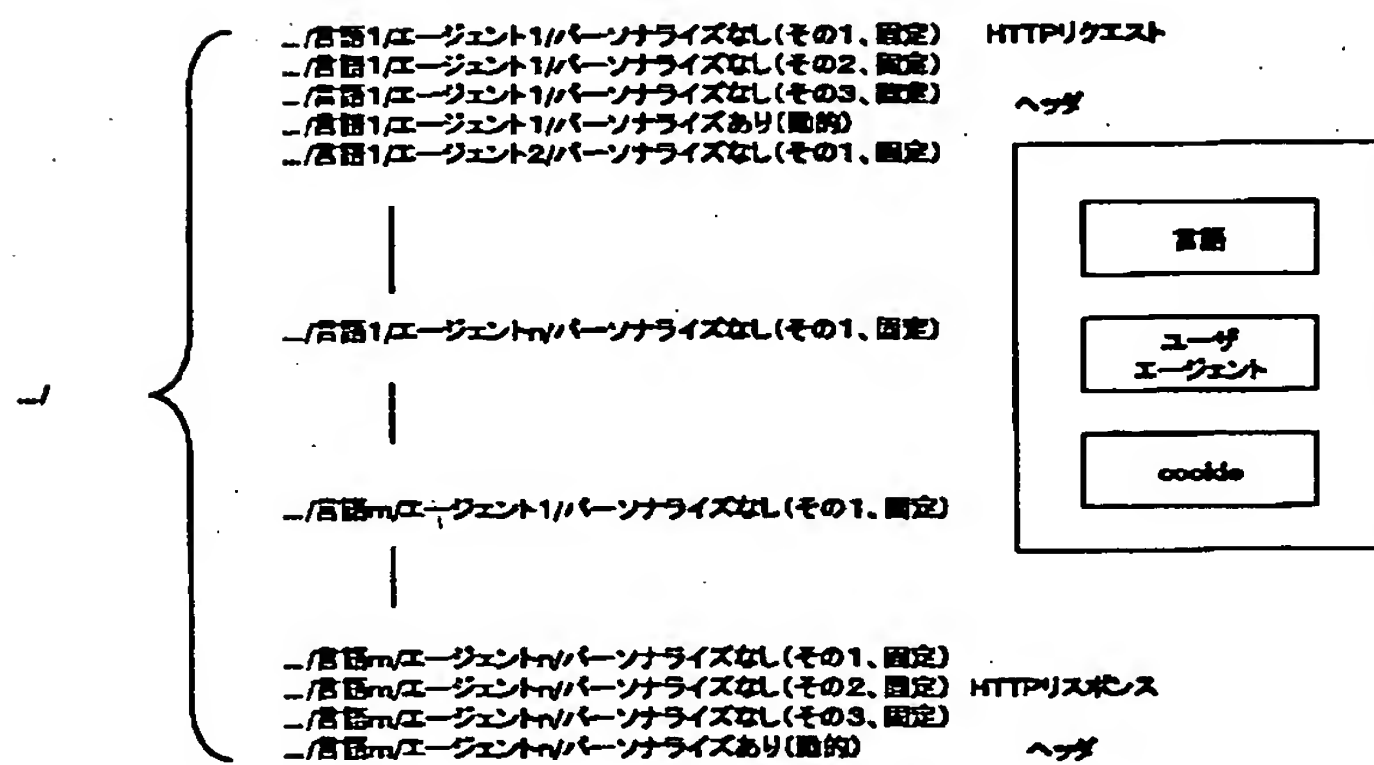 …/言語1/エージェント1/パーソナライズなし(その1、固定)
…/言語1/エージェント1/パーソナライズなし(その2、固定)
…/言語1/エージェント1/パーソナライズなし(その3、固定)
…/言語1/エージェント1/パーソナライズあり(動的)
…/言語1/エージェント2/パーソナライズなし(その1、固定)
…/言語1/エージェントn/パーソナライズなし(その1、固定)
…/
…/言語m/エージェント1/パーソナライズなし(その1、固定)
…/言語m/エージェントn/パーソナライズなし(その1、固定)
…/言語m/エージェントn/パーソナライズなし(その2、固定)
…/言語m/エージェントn/パーソナライズなし(その3、固定)
…/言語m/エージェントn/パーソナライズあり(動的)
HTTPリクエスト
ヘッダ
言語
ユーザ
エージェント
cookie
HTTPリスポンス
ヘッダ